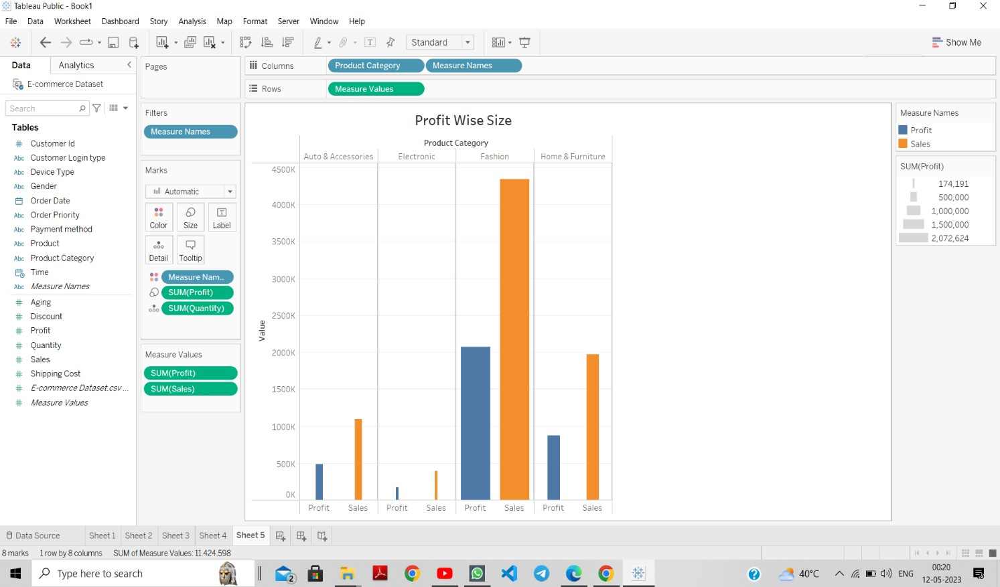 Tableau Public - Book1
File Data Worksheet Dashboard Story Analysis Map Format Server Window Help
Standard
Show Me
Data Analytics
E-commerce Dataset
Search
Tables
# Customer Id
Abc Customer Login type
Abc Device Type
Abc Gender
Order Date
Abc Order Priority
Abc Payment method
Abc Product
Abc Product Category
Time
Abc Measure Names
# Aging
# Discount
# Profit
# Quantity
# Sales
# Shipping Cost
# E-commerce Dataset.csv ...
# Measure Values
Pages
Filters
Measure Names
Marks
Automatic
Color Size Label
Detail Tooltip
Measure Nam..
SUM(Profit)
SUM(Quantity)
Measure Values
SUM(Profit)
SUM(Sales)
Columns Product Category Measure Names
Rows Measure Values
Profit Wise Size
Product Category
Auto & Accessories Electronic Fashion Home & Furniture
4500K
4000K
3500K
3000K
2500K
2000K
1500K
1000K
500K
0K
Value
Profit Sales Profit Sales Profit Sales Profit Sales
Measure Names
Profit
Sales
SUM(Profit)
174,191
500,000
1,000,000
1,500,000
2,072,624
Data Source Sheet 1 Sheet 2 Sheet 3 Sheet 4 Sheet 5
8 marks 1 row by 8 columns SUM of Measure Values: 11,424,598
Type here to search
2
40°C
ENG
00:20
12-05-2023